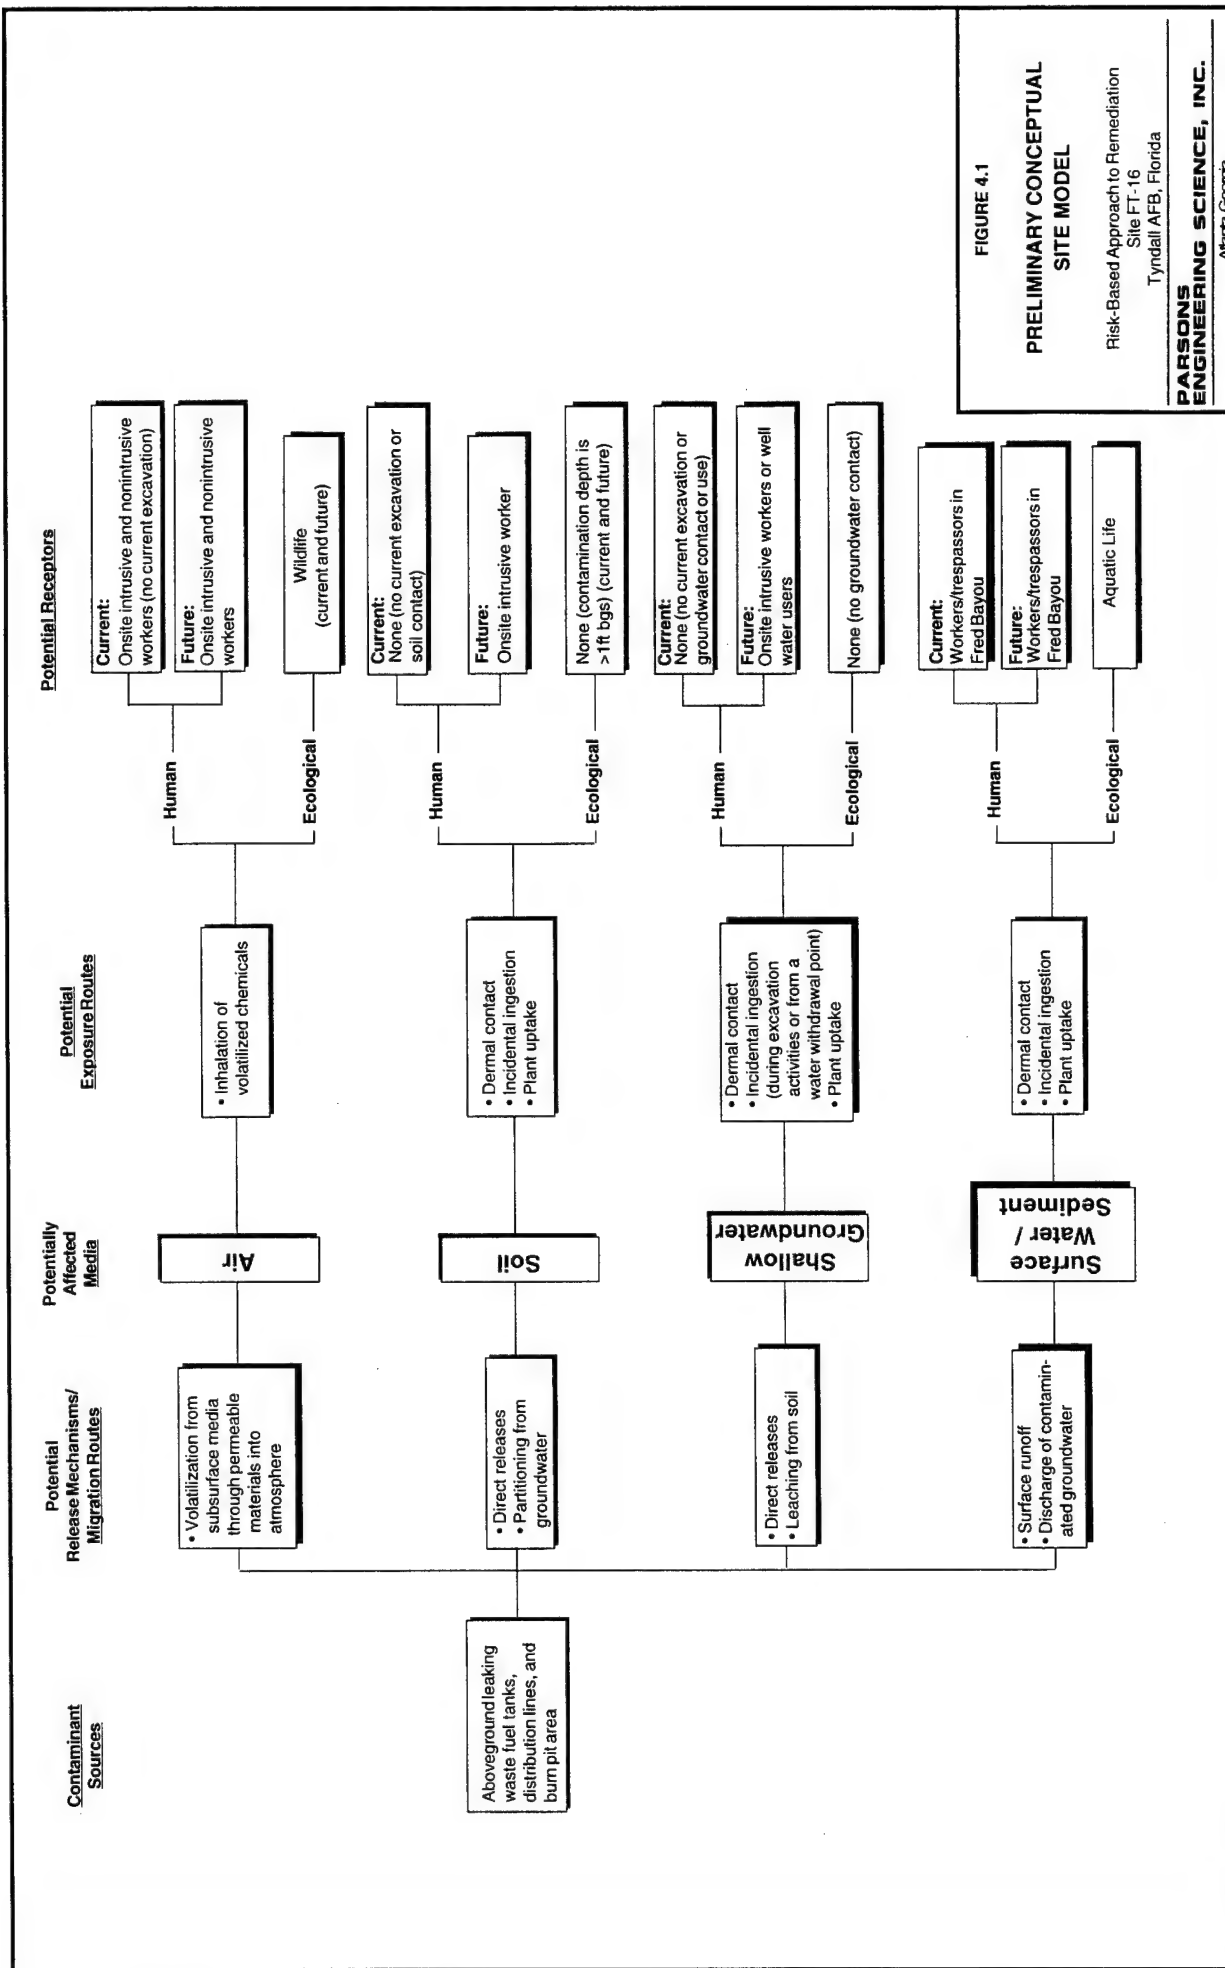 Contaminant
Sources
Potential
Release Mechanisms/
Migration Routes
Potentially
Affected
Media
Potential
Exposure Routes
Potential Receptors
Aboveground leaking
waste fuel tanks,
distribution lines, and
burn pit area
• Volatilization from
subsurface media
through permeable
materials into
atmosphere
Air
• Inhalation of
volatilized chemicals
Human
Current:
Onsite intrusive and nonintrusive
workers (no current excavation)
Future:
Onsite intrusive and nonintrusive
workers
Ecological
Wildlife
(current and future)
• Direct releases
• Partitioning from
groundwater
Soil
• Dermal contact
• Incidental ingestion
• Plant uptake
Human
Current:
None (no current excavation or
soil contact)
Future:
Onsite intrusive worker
Ecological
None (contamination depth is
>1ft bgs) (current and future)
• Direct releases
• Leaching from soil
Shallow
Groundwater
• Dermal contact
• Incidental ingestion
(during excavation
activities or from a
water withdrawal point)
• Plant uptake
Human
Current:
None (no current excavation or
groundwater contact or use)
Future:
Onsite intrusive workers or well
water users
Ecological
None (no groundwater contact)
• Surface runoff
• Discharge of contamin-
ated groundwater
Surface
Water /
Sediment
• Dermal contact
• Incidental ingestion
• Plant uptake
Human
Current:
Workers/trespassors in
Fred Bayou
Future:
Workers/trespassors in
Fred Bayou
Ecological
Aquatic Life
FIGURE 4.1
PRELIMINARY CONCEPTUAL
SITE MODEL
Risk-Based Approach to Remediation
Site FT-16
Tyndall AFB, Florida
PARSONS
ENGINEERING SCIENCE, INC.
Atlanta, Georgia